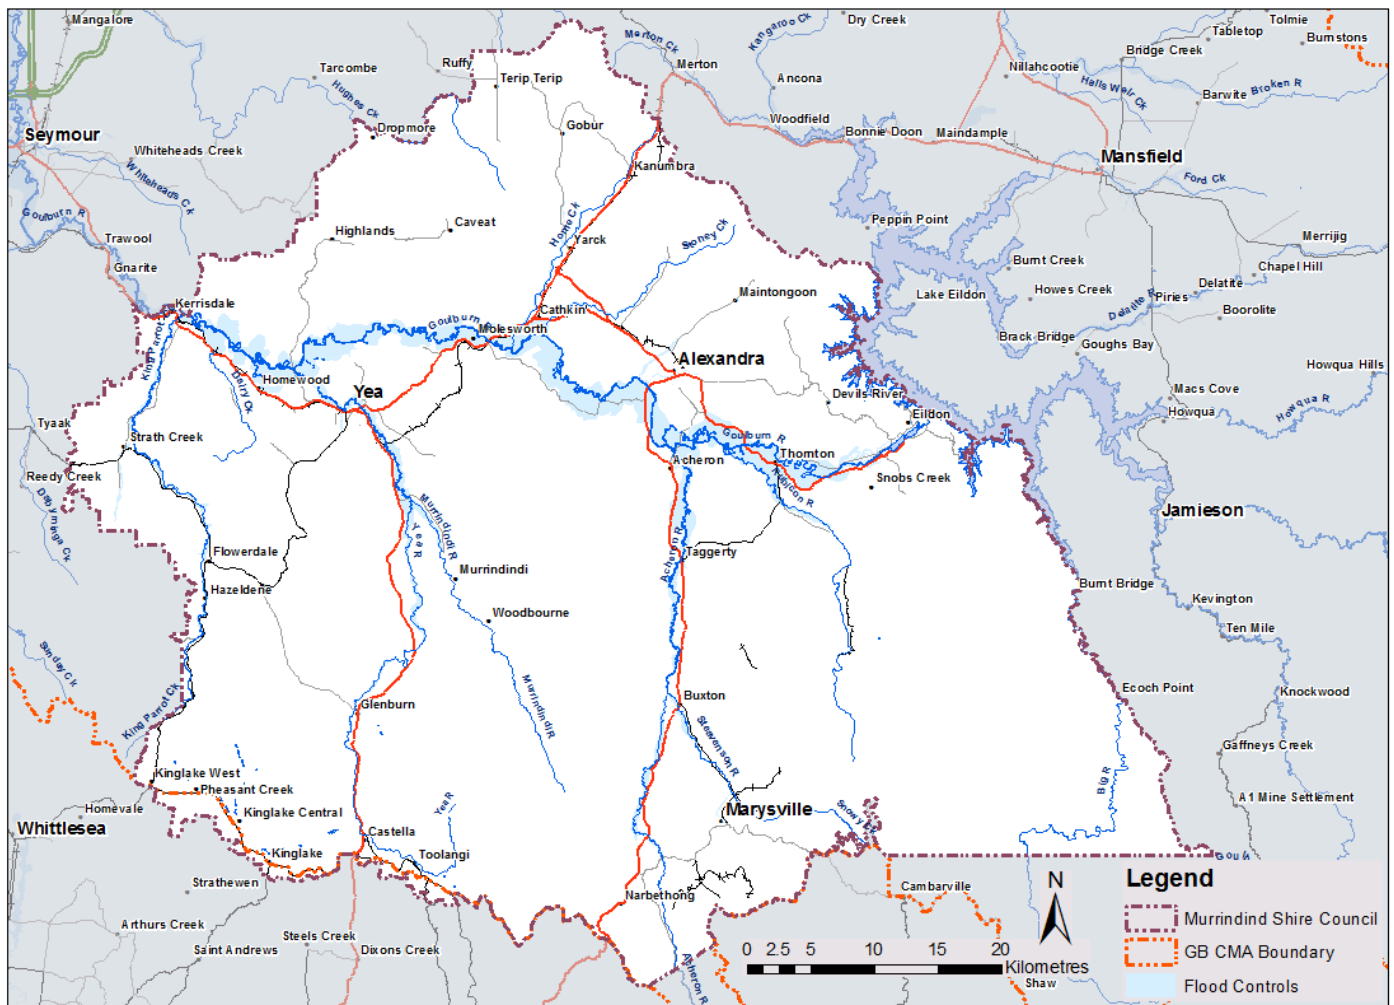 Mangalore
Dry Creek
Tolmie
Kangaroo Ck
Tabletop
Burnstons
Merton Ck
Bridge Creek
Tarcombe
Ruffy
Merton
Nillahcootie
Terip Terip
Ancona
Halls Weir Ck
Barwite
Broken R
Hughes Ck
Woodfield
Seymour
Dropmore
Gobur
Bonnie Doon
Maindample
Whiteheads Creek
Mansfield
Whiteheads Ck
Kanumbra
Ford Ck
Goulburn R
Home Ck
Caveat
Peppin Point
Trawool
Highlands
Yarck
Stoney Ck
Merrijig
Gnarite
Burnt Creek
Chapel Hill
Kerrisdale
Maintongoon
Lake Eildon
Howes Creek
Delatite
Piries
Cathkin
Delatite R
Boorolite
Goulburn R
Molesworth
Brack Bridge
Goughs Bay
King Parrot
Alexandra
Howqua Hills
Homewood
Dairy Ck
Yea
Devils River
Macs Cove
Howqua
Howqua R
Eildon
Tyaak
Strath Creek
Goulburn R
Thornton
Acheron
Reedy Creek
Snobs Creek
Rubicon R
Dabyminga Ck
Murrindindi R
Jamieson
Yea R
Acheron R
Flowerdale
Taggerty
Murrindindi
Burnt Bridge
Hazeldene
Kevington
Woodbourne
Ten Mile
Sunday Ck
Murrindindi R
Ecoch Point
Knockwood
King Parrot Ck
Glenburn
Buxton
Steavenson R
Gaffneys Creek
Kinglake West
Big R
Pheasant Creek
A1 Mine Settlement
Homevale
Kinglake Central
Yea R
Marysville
Whittlesea
Castella
Kinglake
Toolangi
Strathewen
Narbethong
Cambarville
N
Legend
Arthurs Creek
Steels Creek
Murrindind Shire Council
Saint Andrews
Dixons Creek
GB CMA Boundary
0 2.5 5 10 15 20
Kilometres
Acheron R
Shaw
Flood Controls